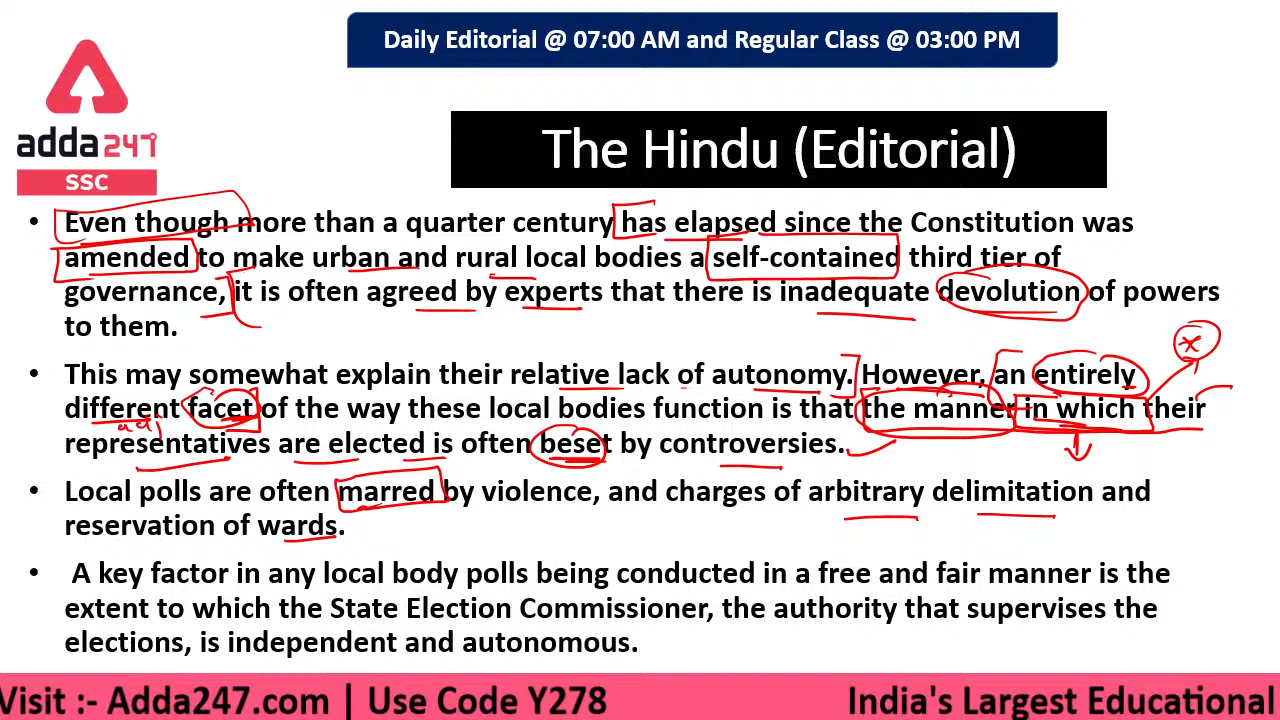 Daily Editorial @ 07:00 AM and Regular Class @ 03:00 PM
adda247
SSC
The Hindu (Editorial)
• Even though more than a quarter century has elapsed since the Constitution was
amended to make urban and rural local bodies a self-contained third tier of
governance, it is often agreed by experts that there is inadequate devolution of powers
to them.
• This may somewhat explain their relative lack of autonomy. However, an entirely
different facet of the way these local bodies function is that the manner in which their
adj
representatives are elected is often beset by controversies.
• Local polls are often marred by violence, and charges of arbitrary delimitation and
reservation of wards.
• A key factor in any local body polls being conducted in a free and fair manner is the
extent to which the State Election Commissioner, the authority that supervises the
elections, is independent and autonomous.
Visit :- Adda247.com | Use Code Y278
India's Largest Educational